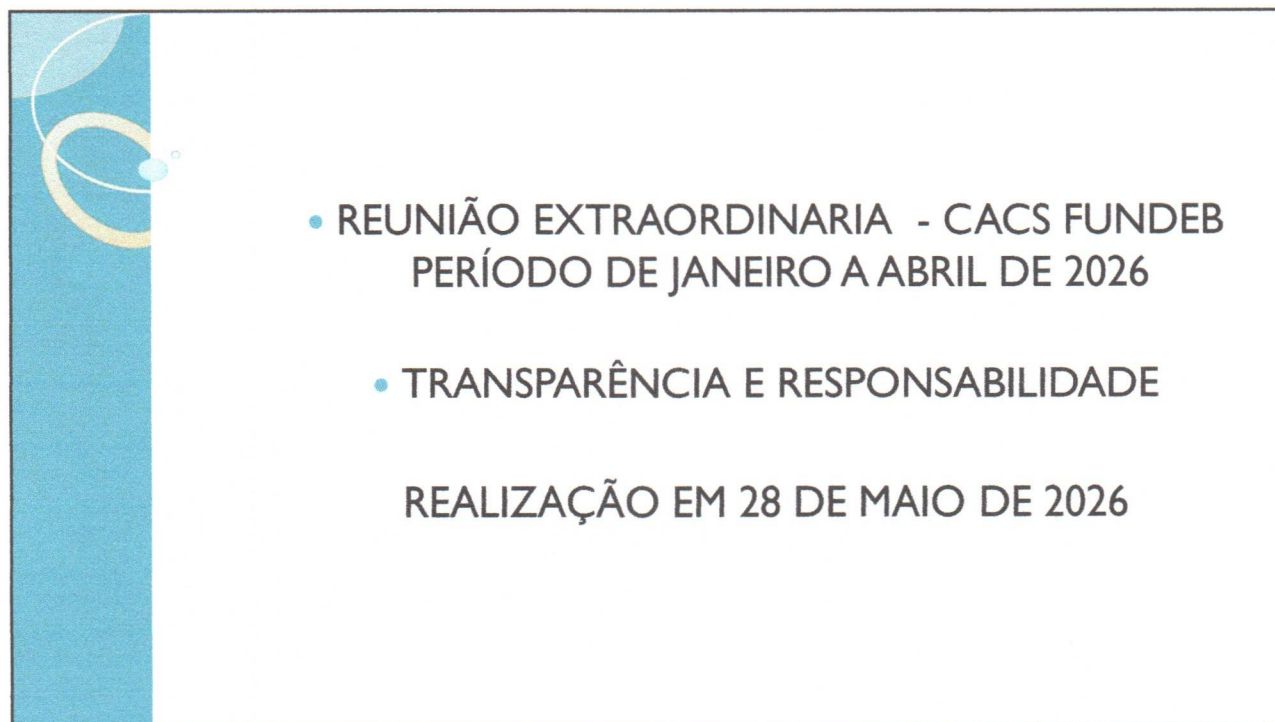 • REUNIÃO EXTRAORDINARIA - CACS FUNDEB
PERÍODO DE JANEIRO A ABRIL DE 2026
• TRANSPARÊNCIA E RESPONSABILIDADE
REALIZAÇÃO EM 28 DE MAIO DE 2026